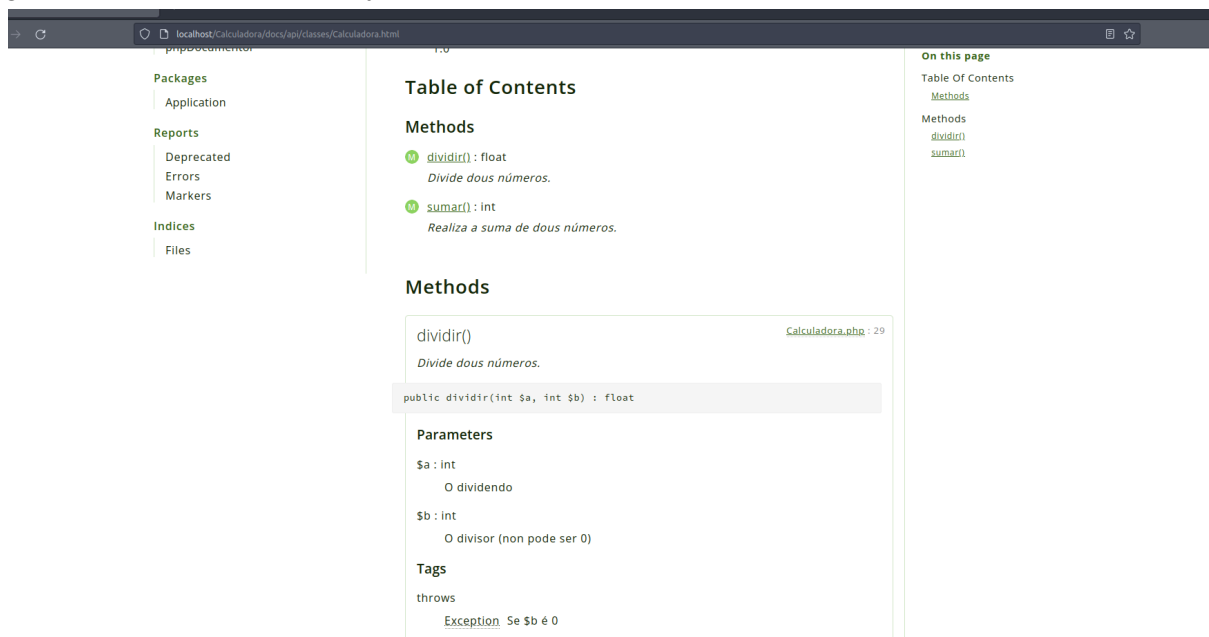 localhost/Calculadora/docs/api/classes/Calculadora.html
phpDocumentor
Packages
Application
Reports
Deprecated
Errors
Markers
Indices
Files
1.0
Table of Contents
Methods
M dividir() : float
Divide dous números.
M sumar() : int
Realiza a suma de dous números.
Methods
dividir()
Calculadora.php : 29
Divide dous números.
public dividir(int $a, int $b) : float
Parameters
$a : int
O dividendo
$b : int
O divisor (non pode ser 0)
Tags
throws
Exception Se $b é 0
On this page
Table Of Contents
Methods
Methods
dividir()
sumar()